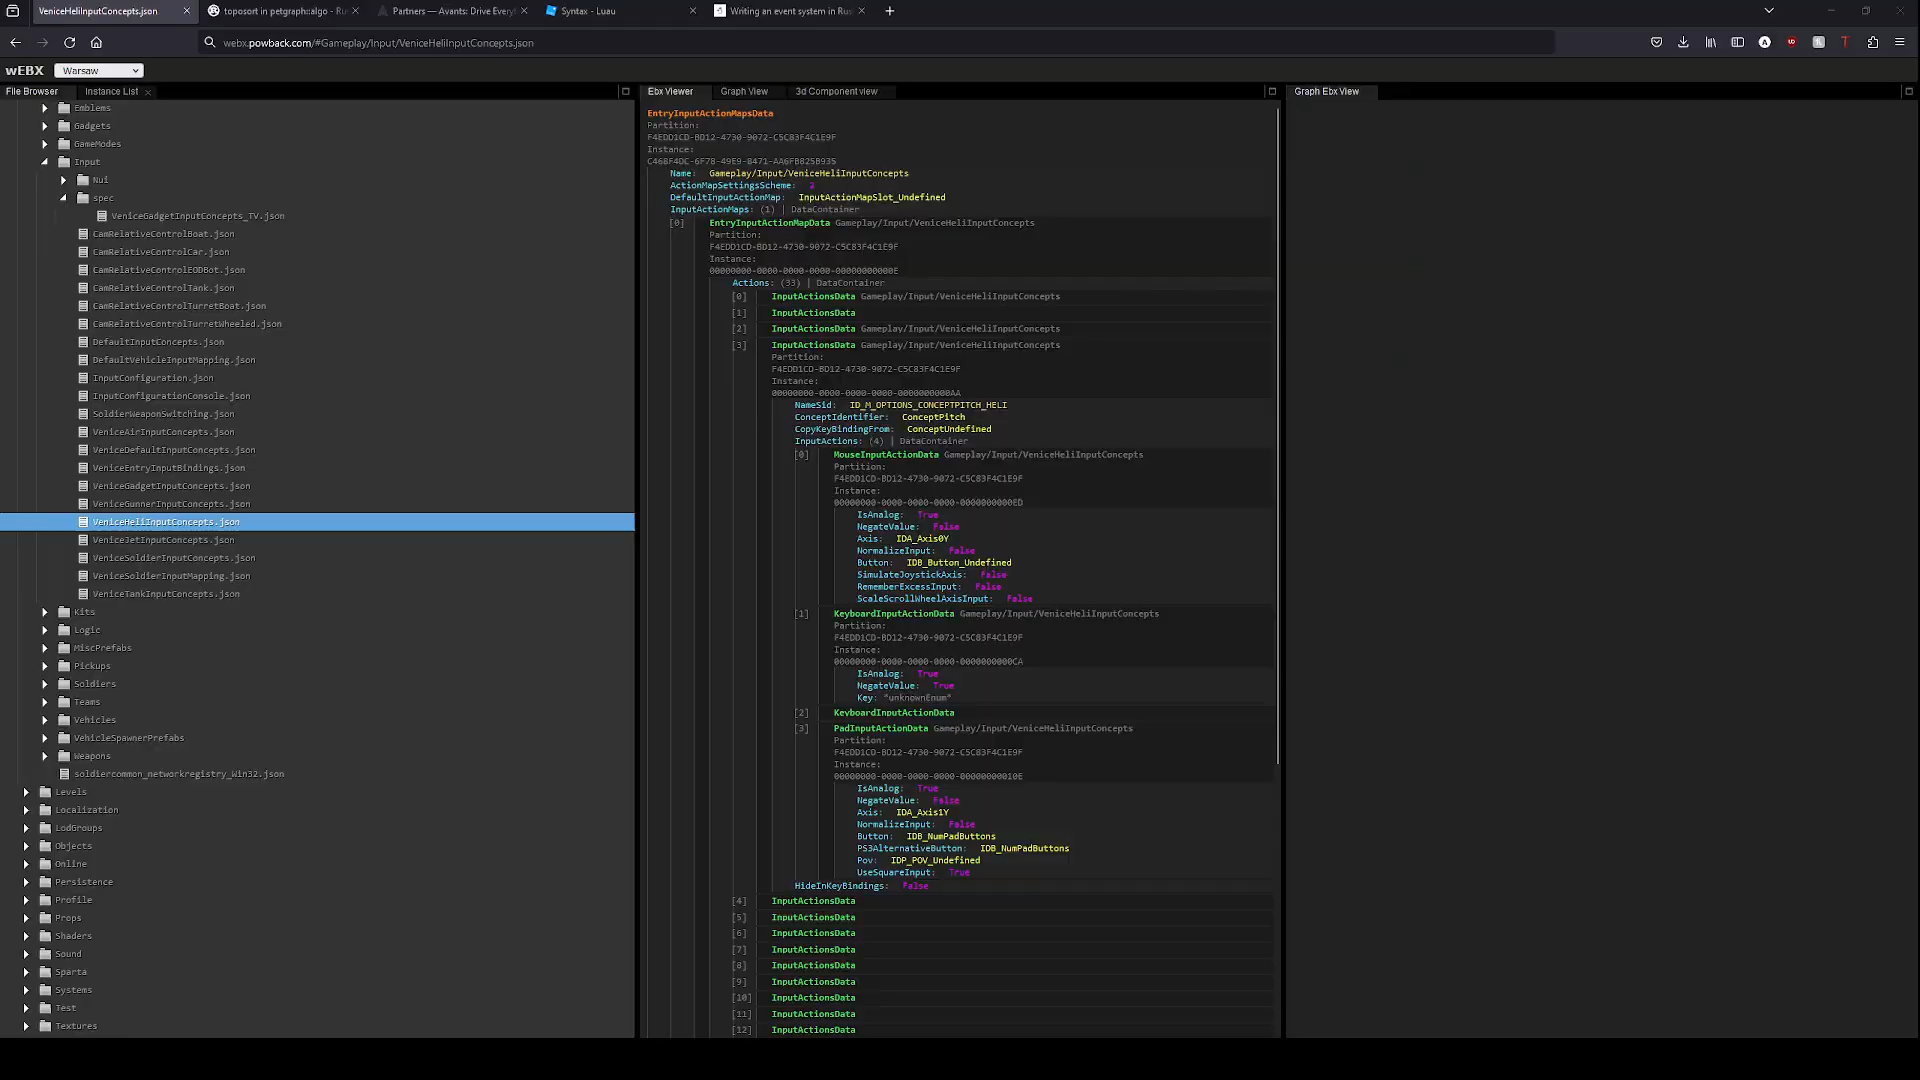 VeniceHeliInputConcepts.json
toposort in petgraph::algo - Ru
Partners — Avants: Drive Everyt
Syntax - Luau
Writing an event system in Rus
webx.powback.com/#Gameplay/Input/VeniceHeliInputConcepts.json
wEBX Warsaw
File Browser Instance List
Emblems
Gadgets
GameModes
Input
Nui
spec
VeniceGadgetInputConcepts_TV.json
CamRelativeControlBoat.json
CamRelativeControlCar.json
CamRelativeControlEODBot.json
CamRelativeControlTank.json
CamRelativeControlTurretBoat.json
CamRelativeControlTurretWheeled.json
DefaultInputConcepts.json
DefaultVehicleInputMapping.json
InputConfiguration.json
InputConfigurationConsole.json
SoldierWeaponSwitching.json
VeniceAirInputConcepts.json
VeniceDefaultInputConcepts.json
VeniceEntryInputBindings.json
VeniceGadgetInputConcepts.json
VeniceGunnerInputConcepts.json
VeniceHeliInputConcepts.json
VeniceJetInputConcepts.json
VeniceSoldierInputConcepts.json
VeniceSoldierInputMapping.json
VeniceTankInputConcepts.json
Kits
Logic
MiscPrefabs
Pickups
Soldiers
Teams
Vehicles
VehicleSpawnerPrefabs
Weapons
soldiercommon_networkregistry_Win32.json
Levels
Localization
LodGroups
Objects
Online
Persistence
Profile
Props
Shaders
Sound
Sparta
Systems
Test
Textures
Ebx Viewer Graph View 3d Component view
EntryInputActionMapsData
Partition:
F4EDD1CD-BD12-4730-9072-C5C83F4C1E9F
Instance:
C468F4DC-6F78-49E9-8471-AA6FB825B935
Name: Gameplay/Input/VeniceHeliInputConcepts
ActionMapSettingsScheme: 2
DefaultInputActionMap: InputActionMapSlot_Undefined
InputActionMaps: (1) | DataContainer
[0] EntryInputActionMapData Gameplay/Input/VeniceHeliInputConcepts
Partition:
F4EDD1CD-BD12-4730-9072-C5C83F4C1E9F
Instance:
00000000-0000-0000-0000-00000000000E
Actions: (33) | DataContainer
[0] InputActionsData Gameplay/Input/VeniceHeliInputConcepts
[1] InputActionsData
[2] InputActionsData Gameplay/Input/VeniceHeliInputConcepts
[3] InputActionsData Gameplay/Input/VeniceHeliInputConcepts
Partition:
F4EDD1CD-BD12-4730-9072-C5C83F4C1E9F
Instance:
00000000-0000-0000-0000-0000000000AA
NameSid: ID_M_OPTIONS_CONCEPTPITCH_HELI
ConceptIdentifier: ConceptPitch
CopyKeyBindingFrom: ConceptUndefined
InputActions: (4) | DataContainer
[0] MouseInputActionData Gameplay/Input/VeniceHeliInputConcepts
Partition:
F4EDD1CD-BD12-4730-9072-C5C83F4C1E9F
Instance:
00000000-0000-0000-0000-0000000000ED
IsAnalog: True
NegateValue: False
Axis: IDA_Axis0Y
NormalizeInput: False
Button: IDB_Button_Undefined
SimulateJoystickAxis: False
RememberExcessInput: False
ScaleScrollWheelAxisInput: False
[1] KeyboardInputActionData Gameplay/Input/VeniceHeliInputConcepts
Partition:
F4EDD1CD-BD12-4730-9072-C5C83F4C1E9F
Instance:
00000000-0000-0000-0000-0000000000CA
IsAnalog: True
NegateValue: True
Key: *unknownEnum*
[2] KeyboardInputActionData
[3] PadInputActionData Gameplay/Input/VeniceHeliInputConcepts
Partition:
F4EDD1CD-BD12-4730-9072-C5C83F4C1E9F
Instance:
00000000-0000-0000-0000-00000000010E
IsAnalog: True
NegateValue: False
Axis: IDA_Axis1Y
NormalizeInput: False
Button: IDB_NumPadButtons
PS3AlternativeButton: IDB_NumPadButtons
Pov: IDP_POV_Undefined
UseSquareInput: True
HideInKeyBindings: False
[4] InputActionsData
[5] InputActionsData
[6] InputActionsData
[7] InputActionsData
[8] InputActionsData
[9] InputActionsData
[10] InputActionsData
[11] InputActionsData
[12] InputActionsData
Graph Ebx View